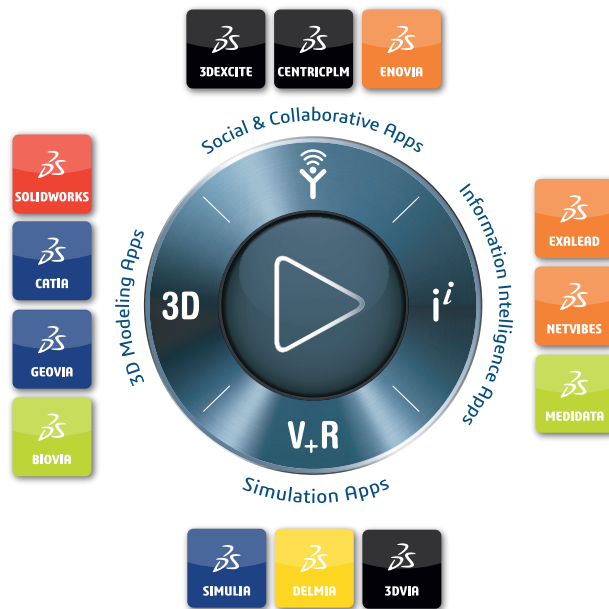 3DEXCITE
CENTRICPLM
ENOVIA
Social & Collaborative Apps
SOLIDWORKS
CATIA
GEOVIA
BIOVIA
3D Modeling Apps
3D
i i
Information Intelligence Apps
EXALEAD
NETVIBES
MEDIDATA
V+R
Simulation Apps
SIMULIA
DELMIA
3DVIA